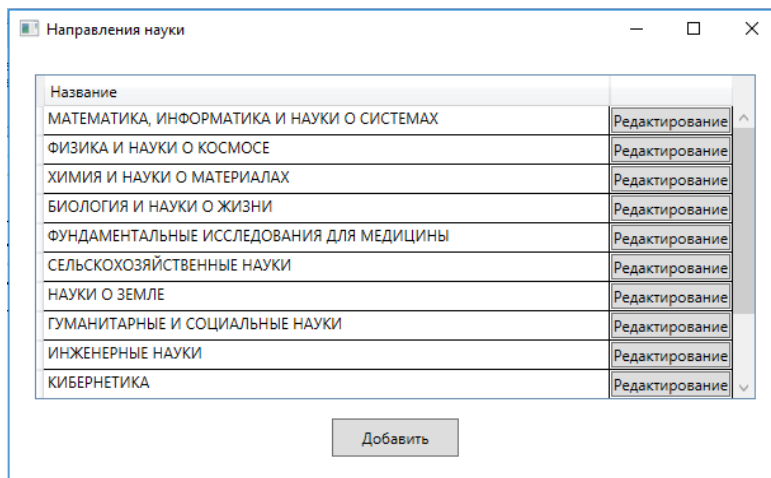 Направления науки
Название
МАТЕМАТИКА, ИНФОРМАТИКА И НАУКИ О СИСТЕМАХ Редактирование
ФИЗИКА И НАУКИ О КОСМОСЕ Редактирование
ХИМИЯ И НАУКИ О МАТЕРИАЛАХ Редактирование
БИОЛОГИЯ И НАУКИ О ЖИЗНИ Редактирование
ФУНДАМЕНТАЛЬНЫЕ ИССЛЕДОВАНИЯ ДЛЯ МЕДИЦИНЫ Редактирование
СЕЛЬСКОХОЗЯЙСТВЕННЫЕ НАУКИ Редактирование
НАУКИ О ЗЕМЛЕ Редактирование
ГУМАНИТАРНЫЕ И СОЦИАЛЬНЫЕ НАУКИ Редактирование
ИНЖЕНЕРНЫЕ НАУКИ Редактирование
КИБЕРНЕТИКА Редактирование
Добавить